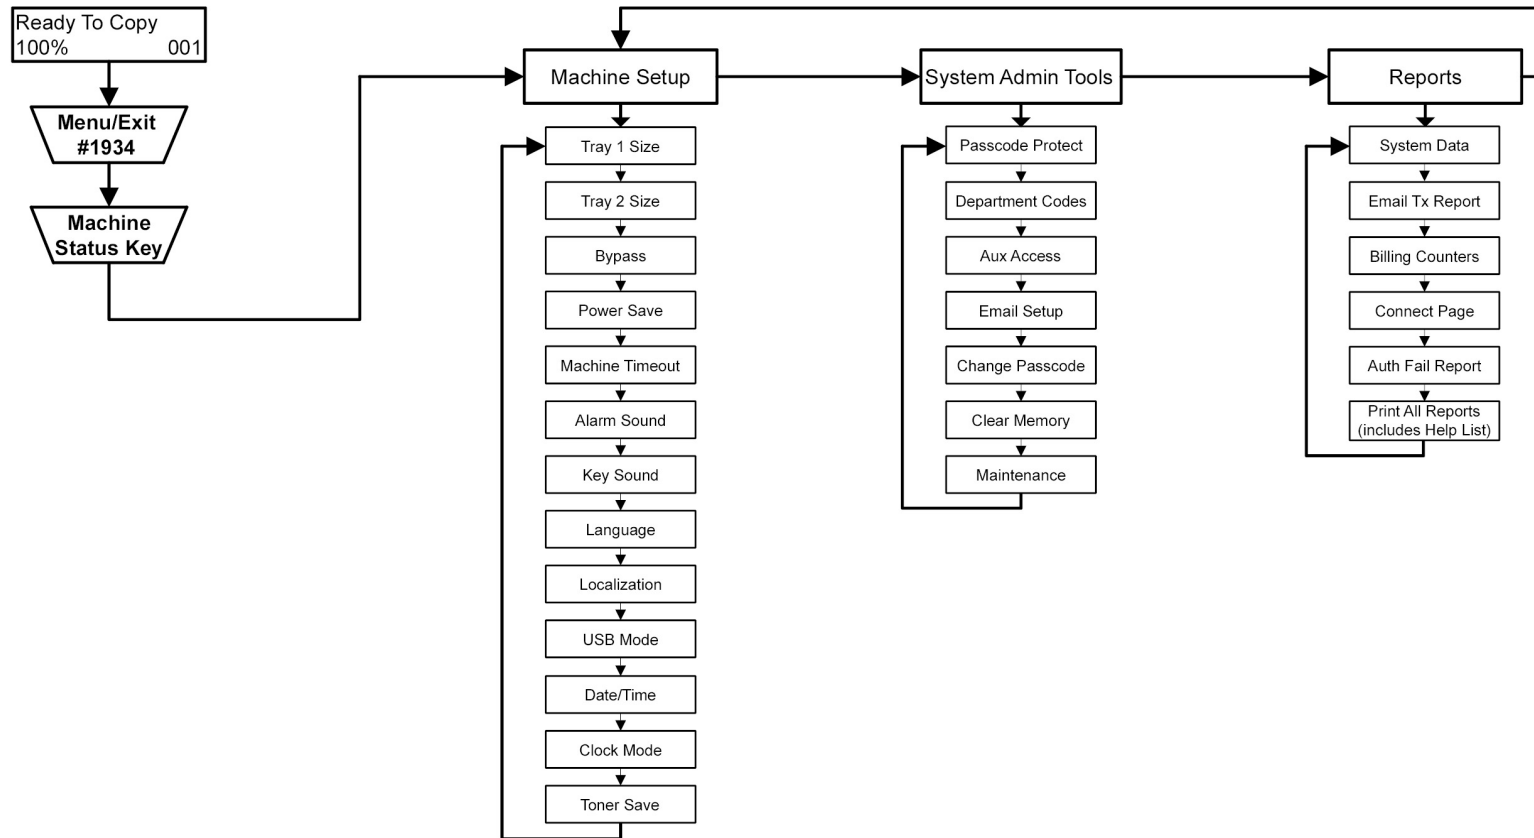 Ready To Copy
100% 001
Menu/Exit
#1934
Machine
Status Key
Machine Setup
Tray 1 Size
Tray 2 Size
Bypass
Power Save
Machine Timeout
Alarm Sound
Key Sound
Language
Localization
USB Mode
Date/Time
Clock Mode
Toner Save
System Admin Tools
Passcode Protect
Department Codes
Aux Access
Email Setup
Change Passcode
Clear Memory
Maintenance
Reports
System Data
Email Tx Report
Billing Counters
Connect Page
Auth Fail Report
Print All Reports
(includes Help List)